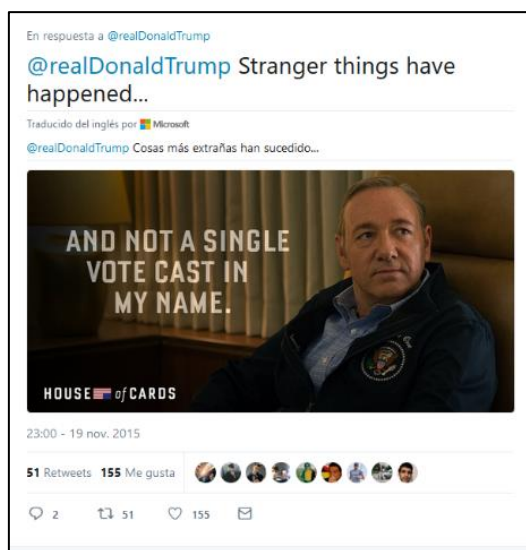 En respuesta a @realDonaldTrump
@realDonaldTrump Stranger things have
happened...
Traducido del inglés por Microsoft
@realDonaldTrump Cosas más extrañas han sucedido...
AND NOT A SINGLE
VOTE CAST IN
MY NAME.
HOUSE of CARDS
23:00 - 19 nov. 2015
51 Retweets 155 Me gusta
2 51 155